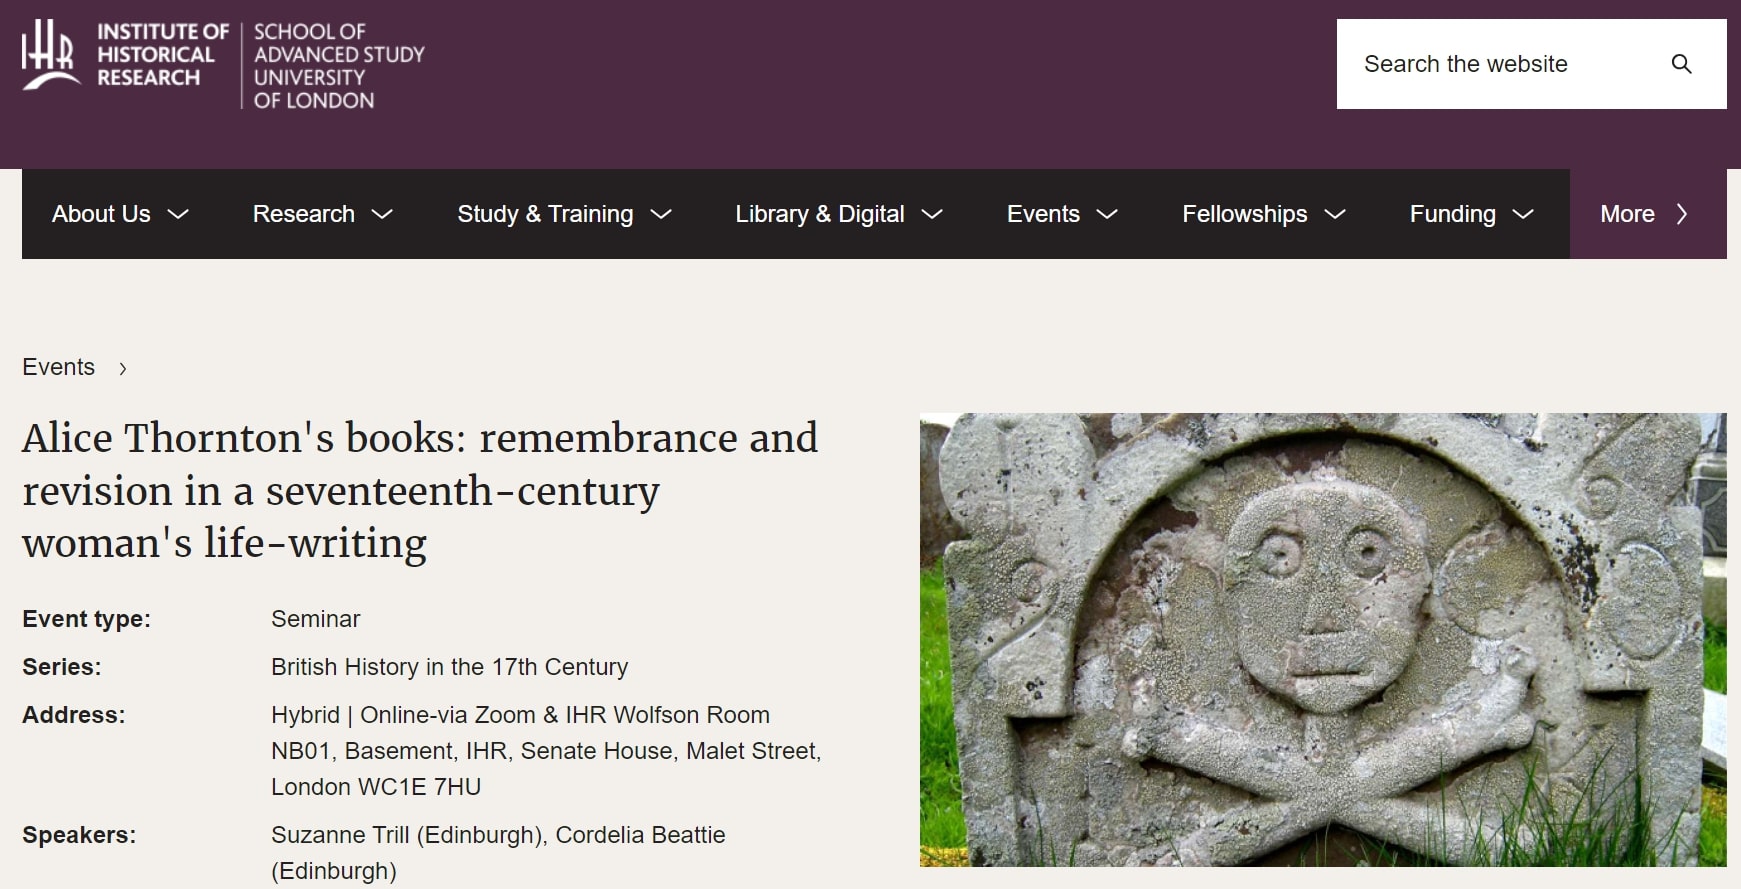 INSTITUTE OF
HISTORICAL
RESEARCH
SCHOOL OF
ADVANCED STUDY
UNIVERSITY
OF LONDON
Search the website
About Us
Research
Study & Training
Library & Digital
Events
Fellowships
Funding
More
Events
Alice Thornton's books: remembrance and
revision in a seventeenth-century
woman's life-writing
Event type: Seminar
Series: British History in the 17th Century
Address: Hybrid | Online-via Zoom & IHR Wolfson Room
NB01, Basement, IHR, Senate House, Malet Street,
London WC1E 7HU
Speakers: Suzanne Trill (Edinburgh), Cordelia Beattie
(Edinburgh)